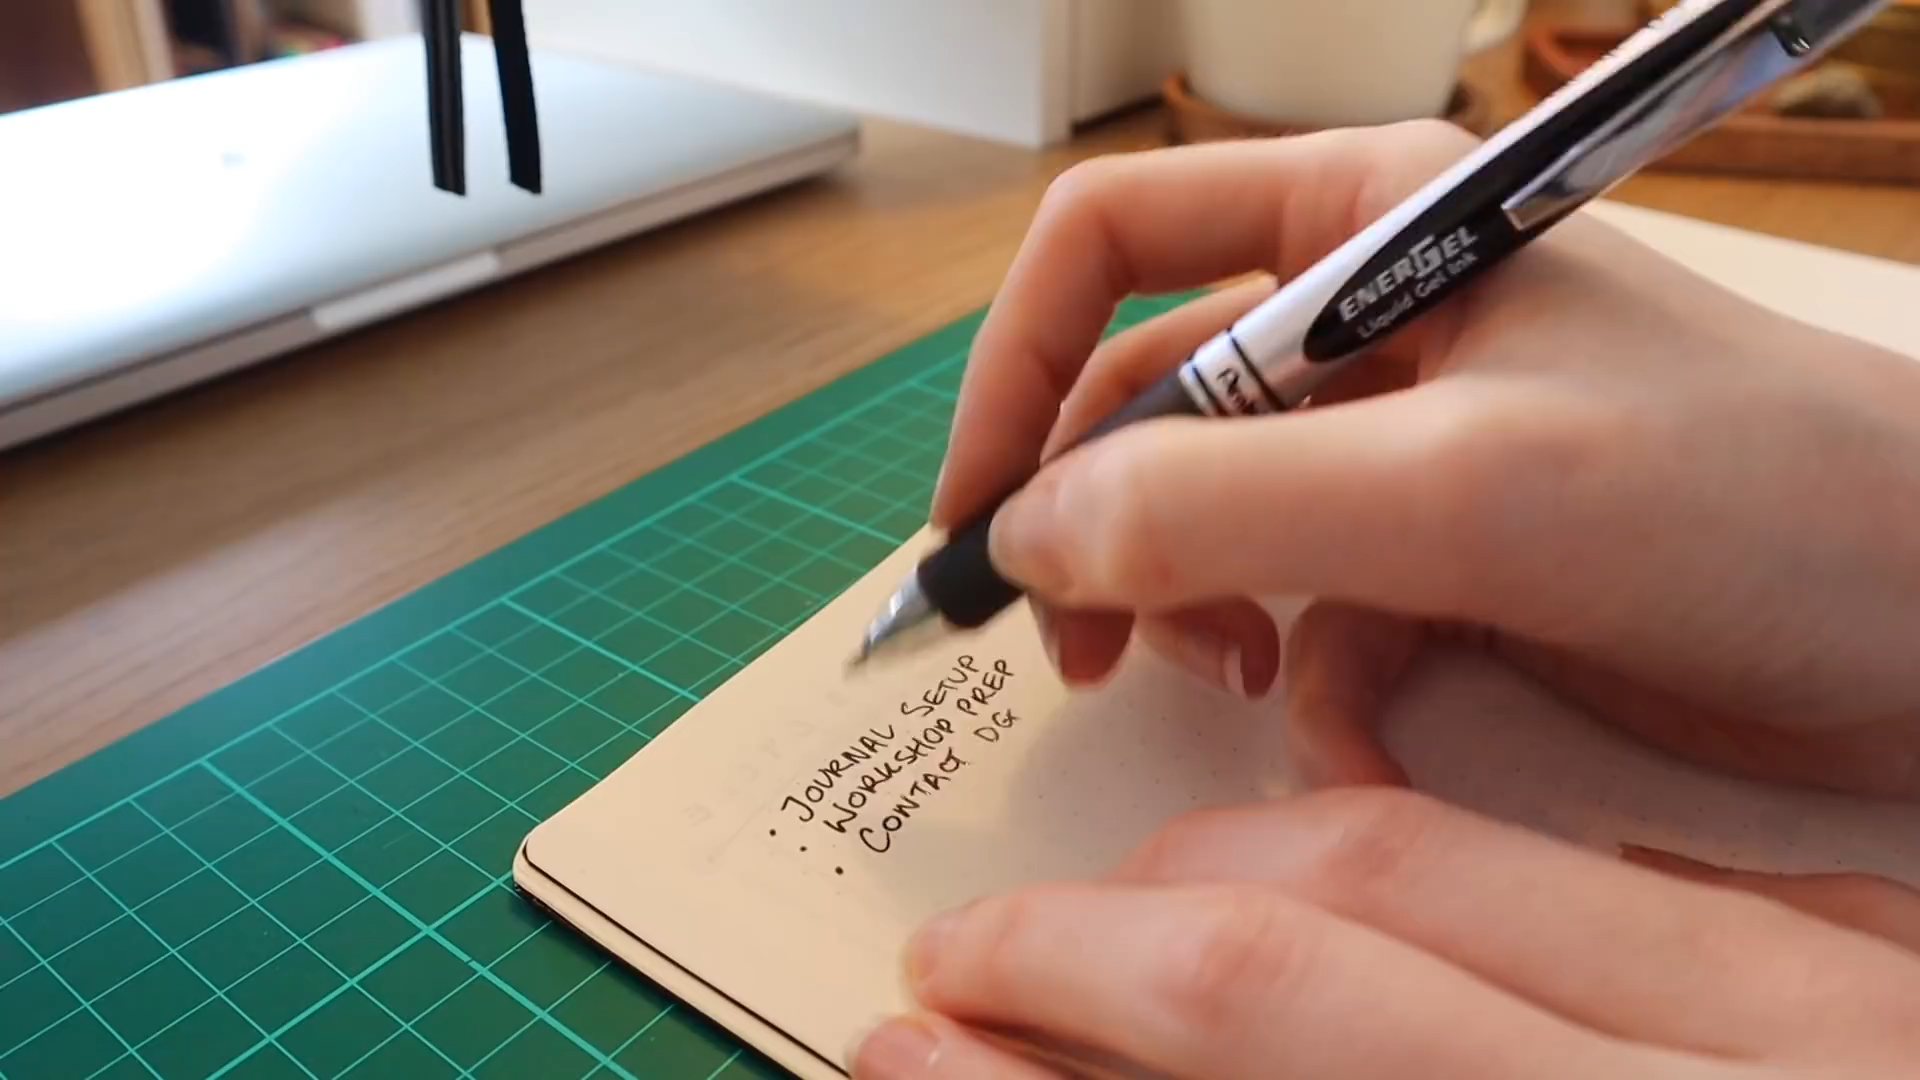 ENERGEL
Liquid Gel Ink
• JOURNAL SETUP
• WORKSHOP PREP
• CONTACT DG